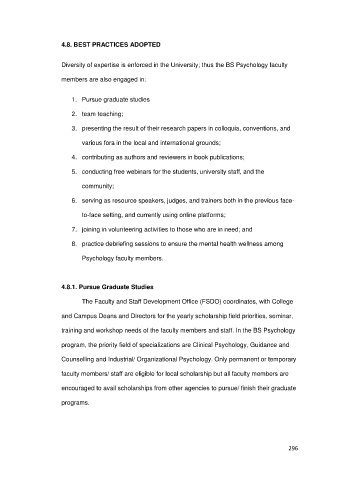 4.8. BEST PRACTICES ADOPTED
Diversity of expertise is enforced in the University; thus the BS Psychology faculty
members are also engaged in:
1. Pursue graduate studies
2. team teaching;
3. presenting the result of their research papers in colloquia, conventions, and
various fora in the local and international grounds;
4. contributing as authors and reviewers in book publications;
5. conducting free webinars for the students, university staff, and the
community;
6. serving as resource speakers, judges, and trainers both in the previous face-
to-face setting, and currently using online platforms;
7. joining in volunteering activities to those who are in need; and
8. practice debriefing sessions to ensure the mental health wellness among
Psychology faculty members.
4.8.1. Pursue Graduate Studies
The Faculty and Staff Development Office (FSDO) coordinates, with College
and Campus Deans and Directors for the yearly scholarship field priorities, seminar,
training and workshop needs of the faculty members and staff. In the BS Psychology
program, the priority field of specializations are Clinical Psychology, Guidance and
Counselling and Industrial/ Organizational Psychology. Only permanent or temporary
faculty members/ staff are eligible for local scholarship but all faculty members are
encouraged to avail scholarships from other agencies to pursue/ finish their graduate
programs.
296